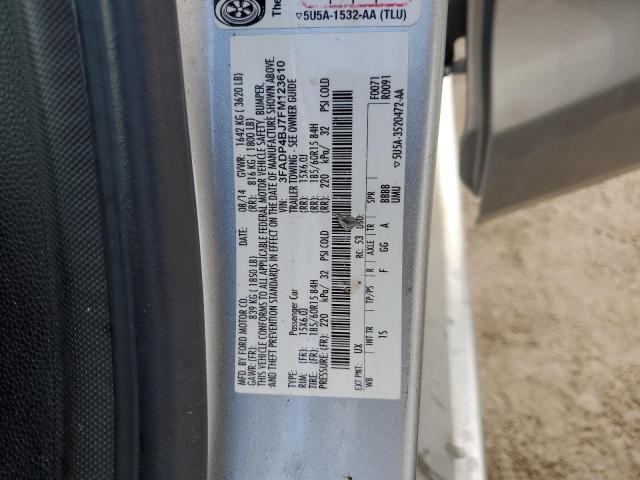 The
▽5U5A-1532-AA (TLU)
MFD. BY FORD MOTOR CO.
DATE: 08/14 GVWR: 1642 KG ( 3620 LB)
GAWR: (FR): 839 KG ( 1850 LB) (RR): 816 KG ( 1800 LB)
THIS VEHICLE CONFORMS TO ALL APPLICABLE FEDERAL MOTOR VEHICLE SAFETY, BUMPER,
AND THEFT PREVENTION STANDARDS IN EFFECT ON THE DATE OF MANUFACTURE SHOWN ABOVE.
VIN: 3FADP4BJ7FM123610
TYPE: Passenger Car TRAILER TOWING - SEE OWNER GUIDE
RIM: (FR): 15X6.0J (RR): 15X6.0J
TIRE: (FR): 185/60R15 84H (RR): 185/60R15 84H
PRESSURE (FR): 220 kPa/ 32 PSI COLD (RR): 220 kPa/ 32 PSI COLD
EXT PNT: UX RC: 53 DSO: F0071
WB INT TR TP/PS R AXLE TR SPR R0091
1S F GG A BBBB
UMU
▽5U5A-3520472-AA